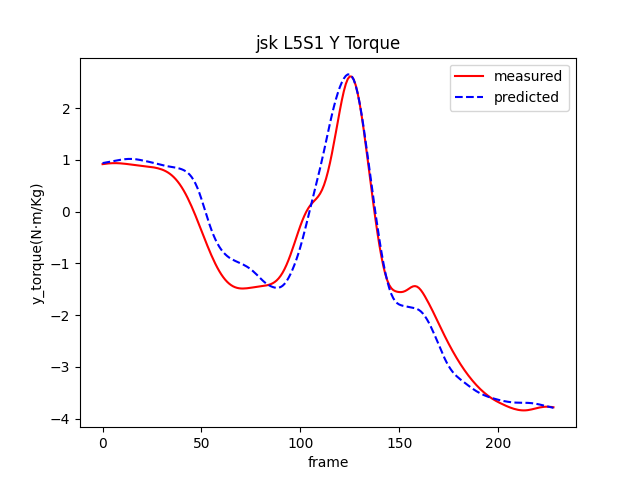 jsk L5S1 Y Torque
measured
predicted
y_torque(N·m/Kg)
2
1
0
−1
−2
−3
−4
0 50 100 150 200
frame